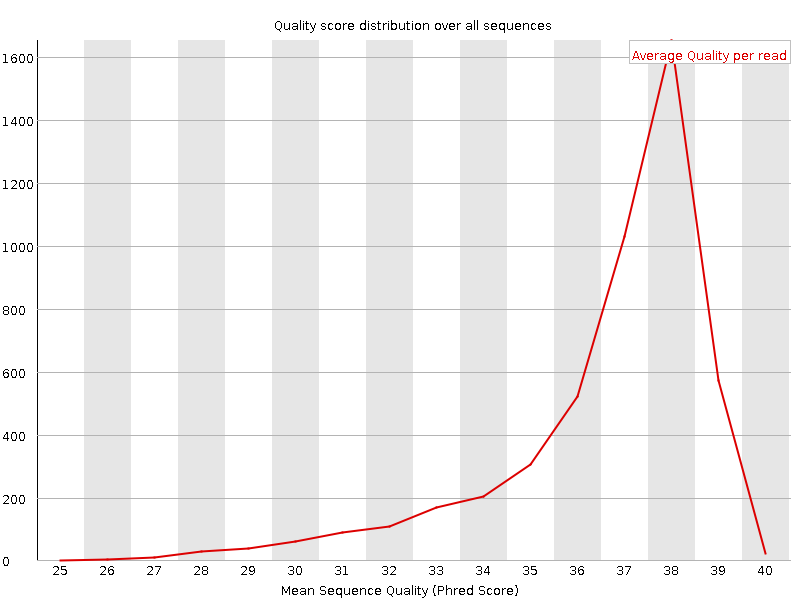 Quality score distribution over all sequences
Average Quality per read
1600
1400
1200
1000
800
600
400
200
0
25 26 27 28 29 30 31 32 33 34 35 36 37 38 39 40
Mean Sequence Quality (Phred Score)